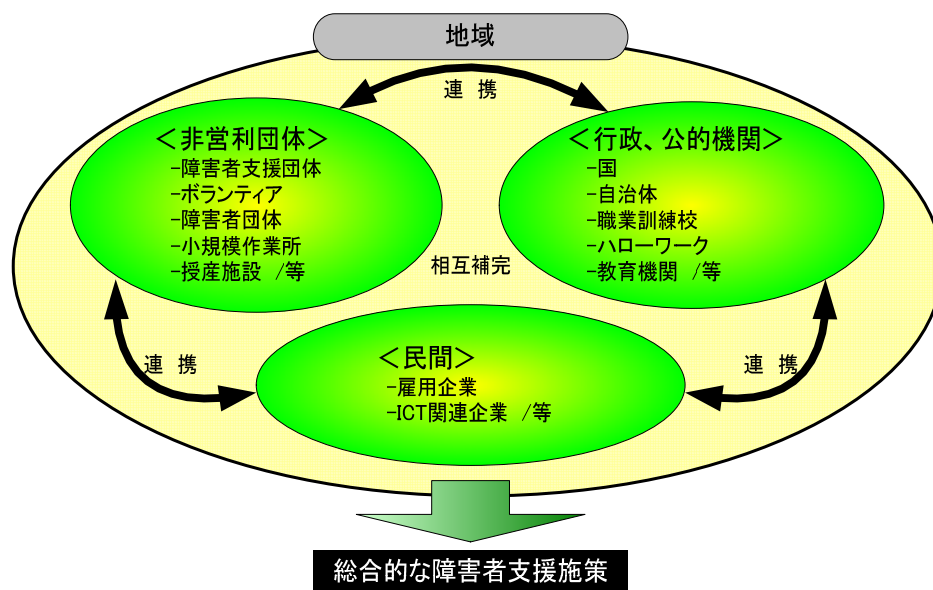 地域
連 携
＜非営利団体＞
-障害者支援団体
-ボランティア
-障害者団体
-小規模作業所
-授産施設 /等
＜行政、公的機関＞
-国
-自治体
-職業訓練校
-ハローワーク
-教育機関 /等
相互補完
連 携
連 携
＜民間＞
-雇用企業
-ICT関連企業 /等
総合的な障害者支援施策